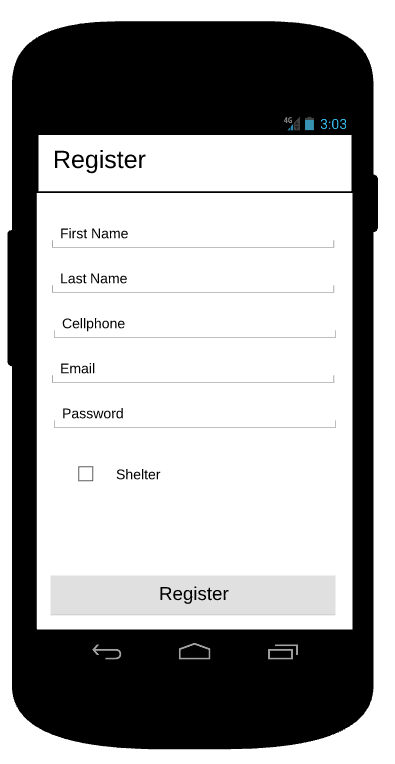 4G 3:03
Register
First Name
Last Name
Cellphone
Email
Password
Shelter
Register